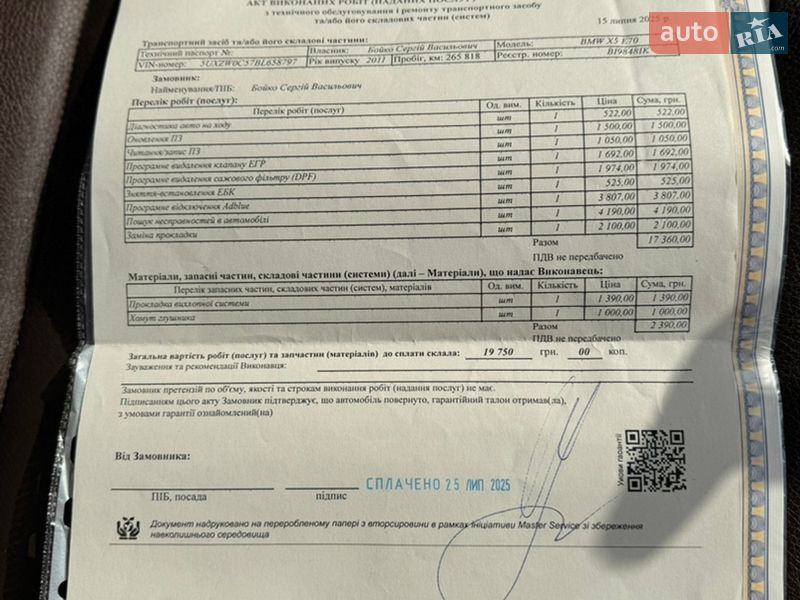 АКТ ВИКОНАНИХ РОБІТ (НАДАНИХ ПОСЛУГ)
з технічного обслуговування і ремонту транспортного засобу
та/або його складових частин (систем)
15 липня 2025 р.
auto RIA .com
Транспортний засіб та/або його складові частини:
Технічний паспорт №: Власник: Бойко Сергій Васильович Модель: BMW X5 E70
VIN-номер: 5UXZW0C57BL658797 Рік випуску 2011 Пробіг, км: 265 818 Реєстр. номер: BI9848IK
Замовник:
Найменування/ПІБ: Бойко Сергій Васильович
Перелік робіт (послуг):
Перелік робіт (послуг) Од. вим. Кількість Ціна Сума, грн.
Діагностика авто на ходу шт 1 522,00 522,00
Оновлення ПЗ шт 1 1 500,00 1 500,00
Читання/запис ПЗ шт 1 1 050,00 1 050,00
Програмне видалення клапану ЕГР шт 1 1 692,00 1 692,00
Програмне видалення сажового фільтру (DPF) шт 1 1 974,00 1 974,00
Зняття-встановлення ЕБК шт 1 525,00 525,00
Програмне відключення Adblue шт 1 3 807,00 3 807,00
Пошук несправностей в автомобілі шт 1 4 190,00 4 190,00
Заміна прокладки шт 1 2 100,00 2 100,00
Разом 17 360,00
ПДВ не передбачено
Матеріали, запасні частин, складові частини (системи) (далі – Матеріали), що надає Виконавець:
Перелік запасних частин, складових частин (систем), матеріалів Од. вим. Кількість Ціна Сума, грн.
Прокладка вихлопної системи шт 1 1 390,00 1 390,00
Хомут глушника шт 1 1 000,00 1 000,00
Разом 2 390,00
ПДВ не передбачено
Загальна вартість робіт (послуг) та запчастин (матеріалів) до сплати склала: 19 750 грн. 00 коп.
Зауваження та рекомендації Виконавця:
Замовник претензій по об'єму, якості та строкам виконання робіт (надання послуг) не має.
Підписанням цього акту Замовник підтверджує, що автомобіль повернуто, гарантійний талон отримав(ла),
з умовами гарантії ознайомлений(на)
Умови гарантії
Від Замовника:
СПЛАЧЕНО 25 ЛИП 2025
ПІБ, посада підпис
Документ надруковано на переробленому папері з вторсировини в рамках ініціативи Master Service зі збереження
навколишнього середовища